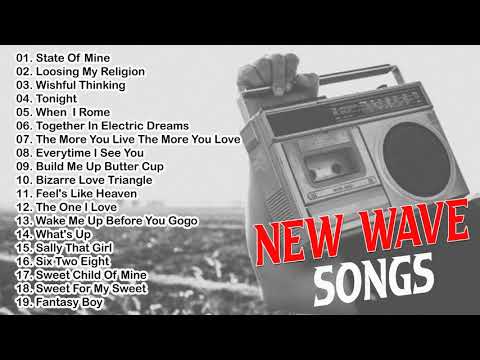 01. State Of Mine
02. Loosing My Religion
03. Wishful Thinking
04. Tonight
05. When I Rome
06. Together In Electric Dreams
07. The More You Live The More You Love
08. Everytime I See You
09. Build Me Up Butter Cup
10. Bizarre Love Triangle
11. Feel's Like Heaven
12. The One I Love
13. Wake Me Up Before You Gogo
14. What's Up
15. Sally That Girl
16. Six Two Eight
17. Sweet Child Of Mine
18. Sweet For My Sweet
19. Fantasy Boy
NEW WAVE
SONGS